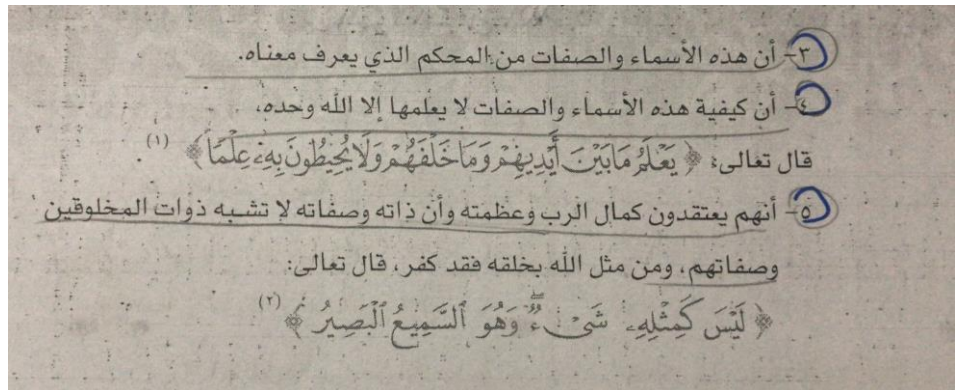 ٣- أن هذه الأسماء والصفات من المحكم الذي يعرف معناه.
٤- أن كيفية هذه الأسماء والصفات لا يعلمها إلا الله وحده،
قال تعالى: ﴿ يَعْلَمُ مَا بَيْنَ أَيْدِيهِمْ وَمَا خَلْفَهُمْ وَلَا يُحِيطُونَ بِهِۦ عِلْمًا ﴾ (١)
٥- أنهم يعتقدون كمال الرب وعظمته وأن ذاته وصفاته لا تشبه ذوات المخلوقين
وصفاتهم، ومن مثل الله بخلقه فقد كفر، قال تعالى:
﴿ لَيْسَ كَمِثْلِهِۦ شَىْءٌ ۖ وَهُوَ ٱلسَّمِيعُ ٱلْبَصِيرُ ﴾ (٢)